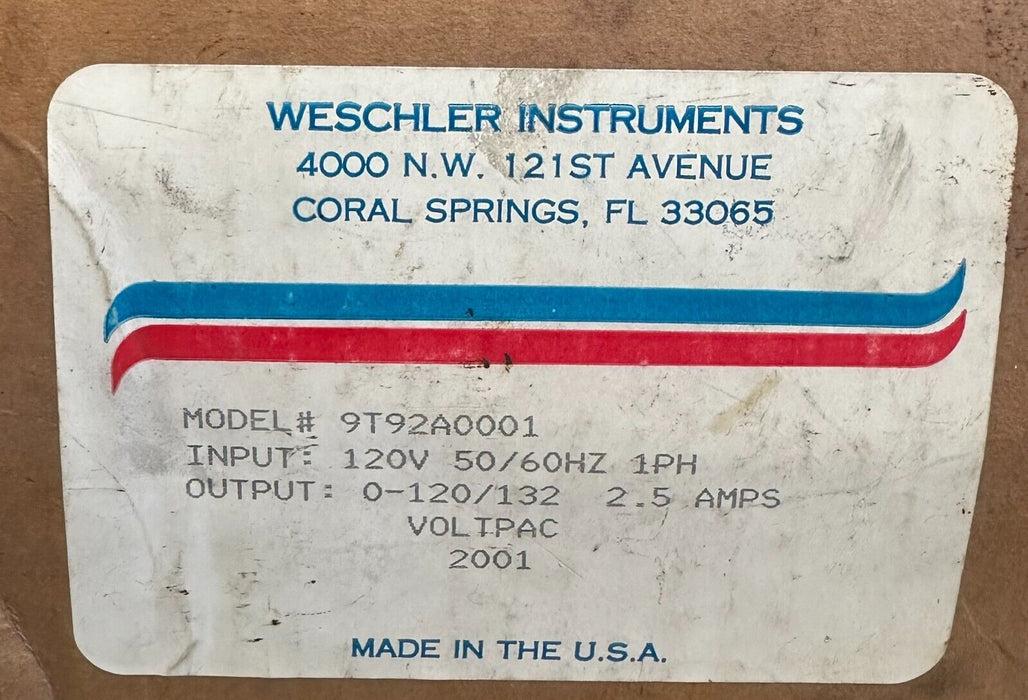 WESCHLER INSTRUMENTS
4000 N.W. 121ST AVENUE
CORAL SPRINGS, FL 33065
MODEL# 9T92A0001
INPUT: 120V 50/60HZ 1PH
OUTPUT: 0-120/132 2.5 AMPS
VOLTPAC
2001
MADE IN THE U.S.A.